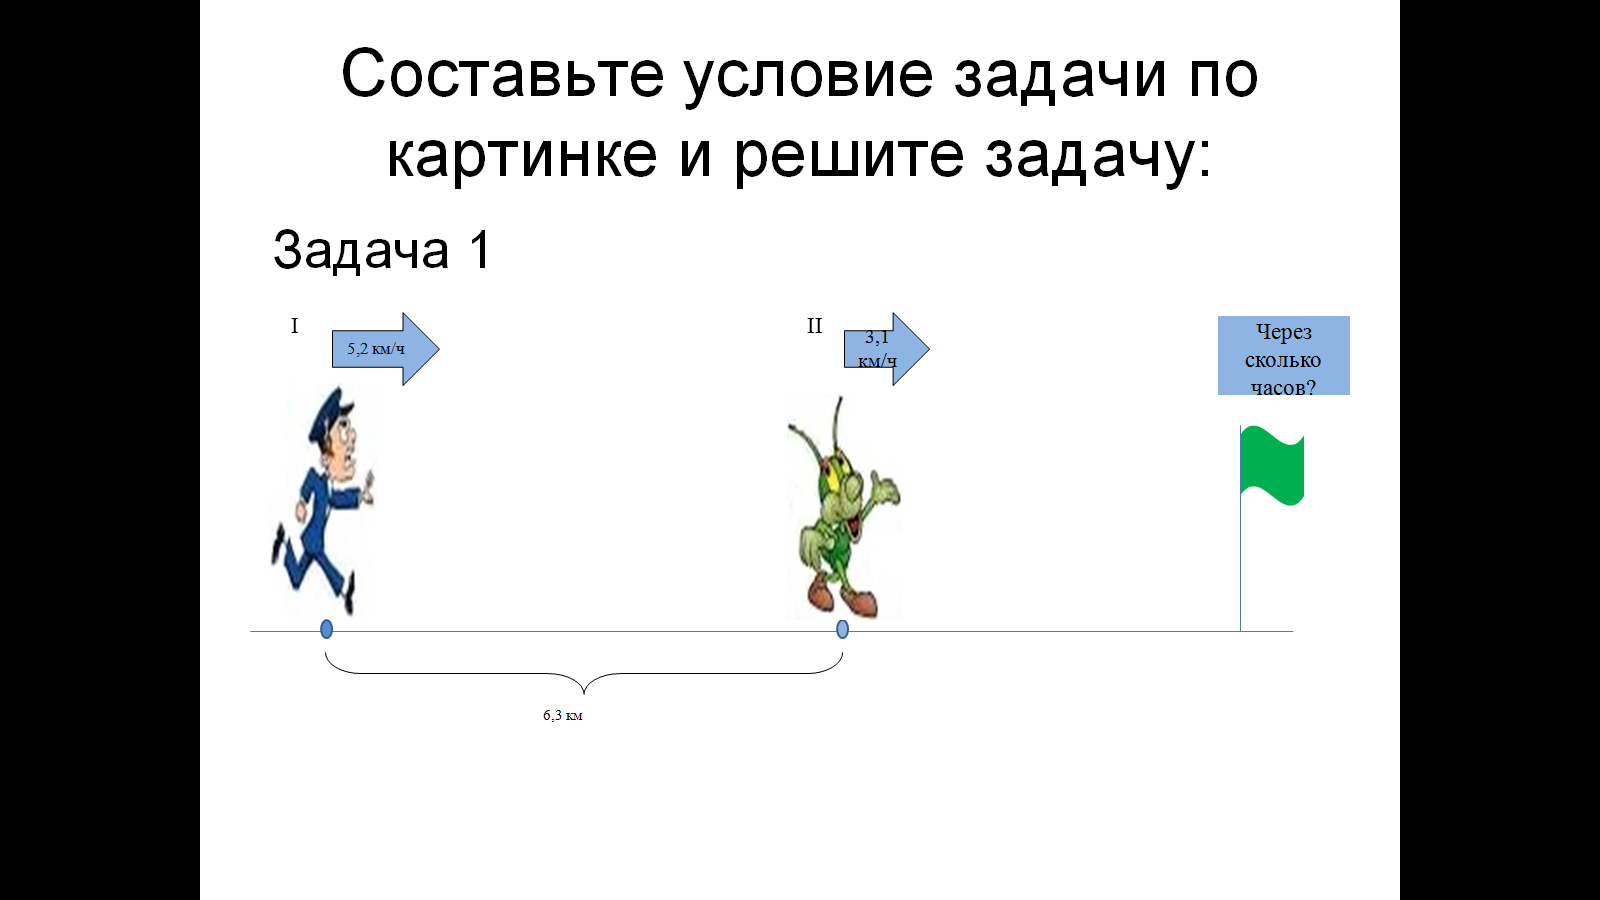 Составьте условие задачи по
картинке и решите задачу:
Задача 1
I
5,2 км/ч
II
3,1
км/ч
Через
сколько
часов?
6,3 км